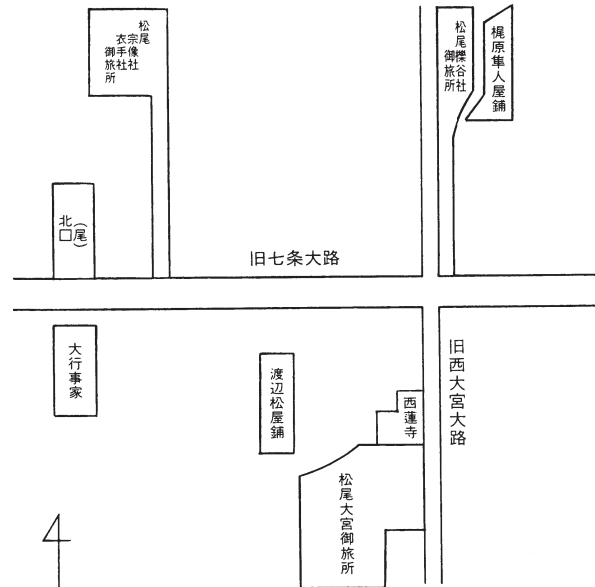 松尾
宗像社
衣手社
御旅所
松尾櫟谷社
御旅所
梶原隼人屋鋪
北□
(尾)
旧七条大路
大行事家
渡辺松屋鋪
西蓮寺
旧西大宮大路
松尾大宮御旅所